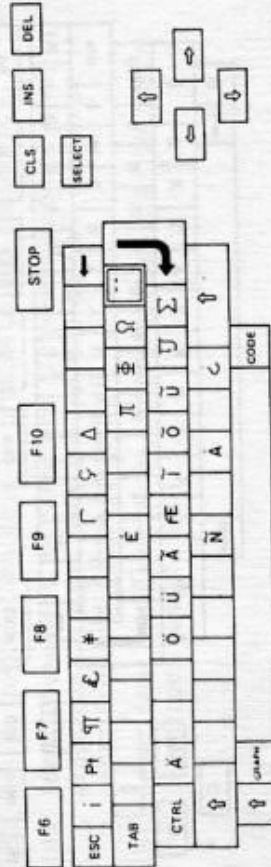 F6 F7 F8 F9 F10 STOP CLS INS DEL
SELECT
ESC ¡ Pt ¶ £ ¥ Γ Ç Δ ←
TAB É π Φ Ω ¨
CTRL Ä Ö Ü Ã Æ Ĩ Õ Ũ Σ
⇧ Ñ ¿ ⇧
⇧ GRAPH CODE